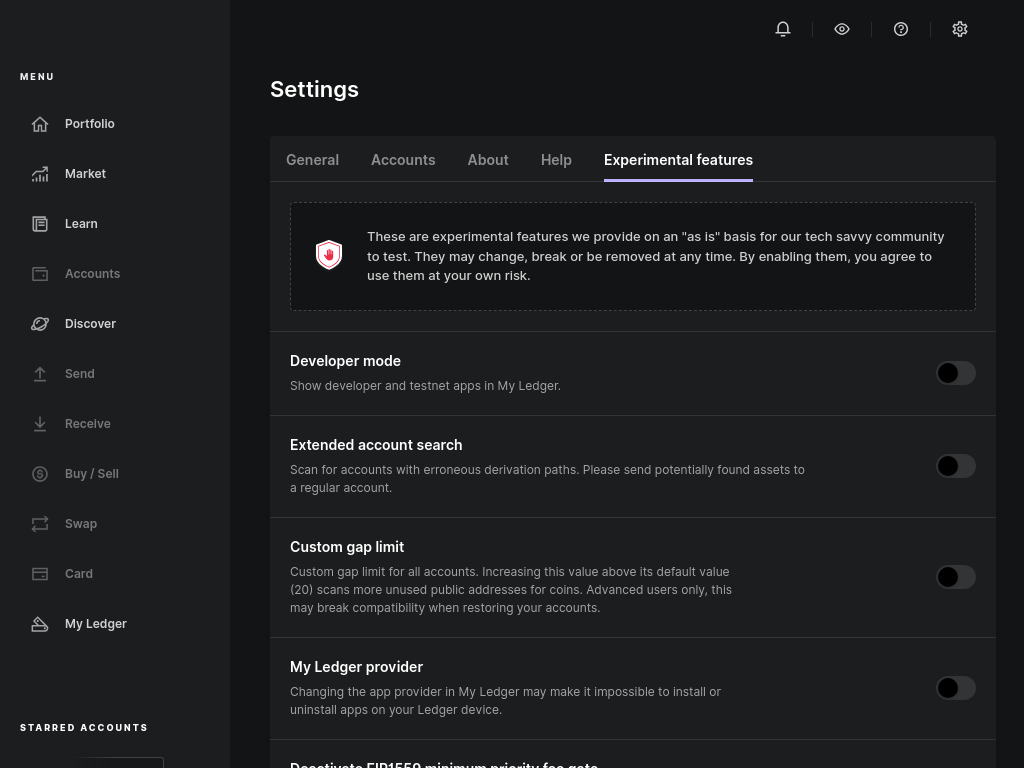 MENU
Portfolio
Market
Learn
Accounts
Discover
Send
Receive
Buy / Sell
Swap
Card
My Ledger
STARRED ACCOUNTS
Settings
General Accounts About Help Experimental features
These are experimental features we provide on an "as is" basis for our tech savvy community
to test. They may change, break or be removed at any time. By enabling them, you agree to
use them at your own risk.
Developer mode
Show developer and testnet apps in My Ledger.
Extended account search
Scan for accounts with erroneous derivation paths. Please send potentially found assets to
a regular account.
Custom gap limit
Custom gap limit for all accounts. Increasing this value above its default value
(20) scans more unused public addresses for coins. Advanced users only, this
may break compatibility when restoring your accounts.
My Ledger provider
Changing the app provider in My Ledger may make it impossible to install or
uninstall apps on your Ledger device.
Deactivate EIP1559 minimum priority fee gate